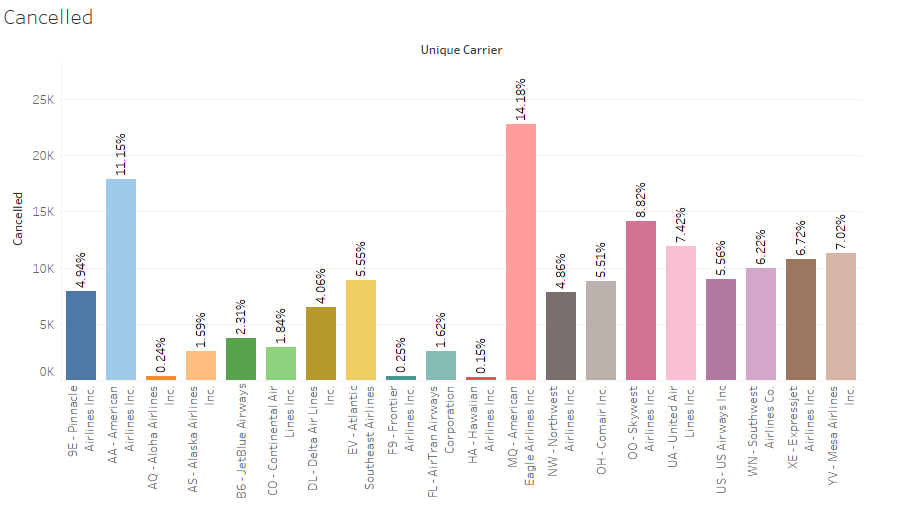 Cancelled
Unique Carrier
Cancelled
25K
20K
15K
10K
5K
0K
4.94%
11.15%
0.24%
1.59%
2.31%
1.84%
4.06%
5.55%
0.25%
1.62%
0.15%
14.18%
4.86%
5.51%
8.82%
7.42%
5.56%
6.22%
6.72%
7.02%
9E - Pinnacle
Airlines Inc.
AA - American
Airlines Inc.
AQ - Aloha Airlines
Inc.
AS - Alaska Airlines
Inc.
B6 - JetBlue Airways
CO - Continental Air
Lines Inc.
DL - Delta Air Lines
Inc.
EV - Atlantic
Southeast Airlines
F9 - Frontier
Airlines Inc.
FL - AirTran Airways
Corporation
HA - Hawaiian
Airlines Inc.
MQ - American
Eagle Airlines Inc.
NW - Northwest
Airlines Inc.
OH - Comair Inc.
OO - Skywest
Airlines Inc.
UA - United Air
Lines Inc.
US - US Airways Inc
WN - Southwest
Airlines Co.
XE - Expressjet
Airlines Inc.
YV - Mesa Airlines
Inc